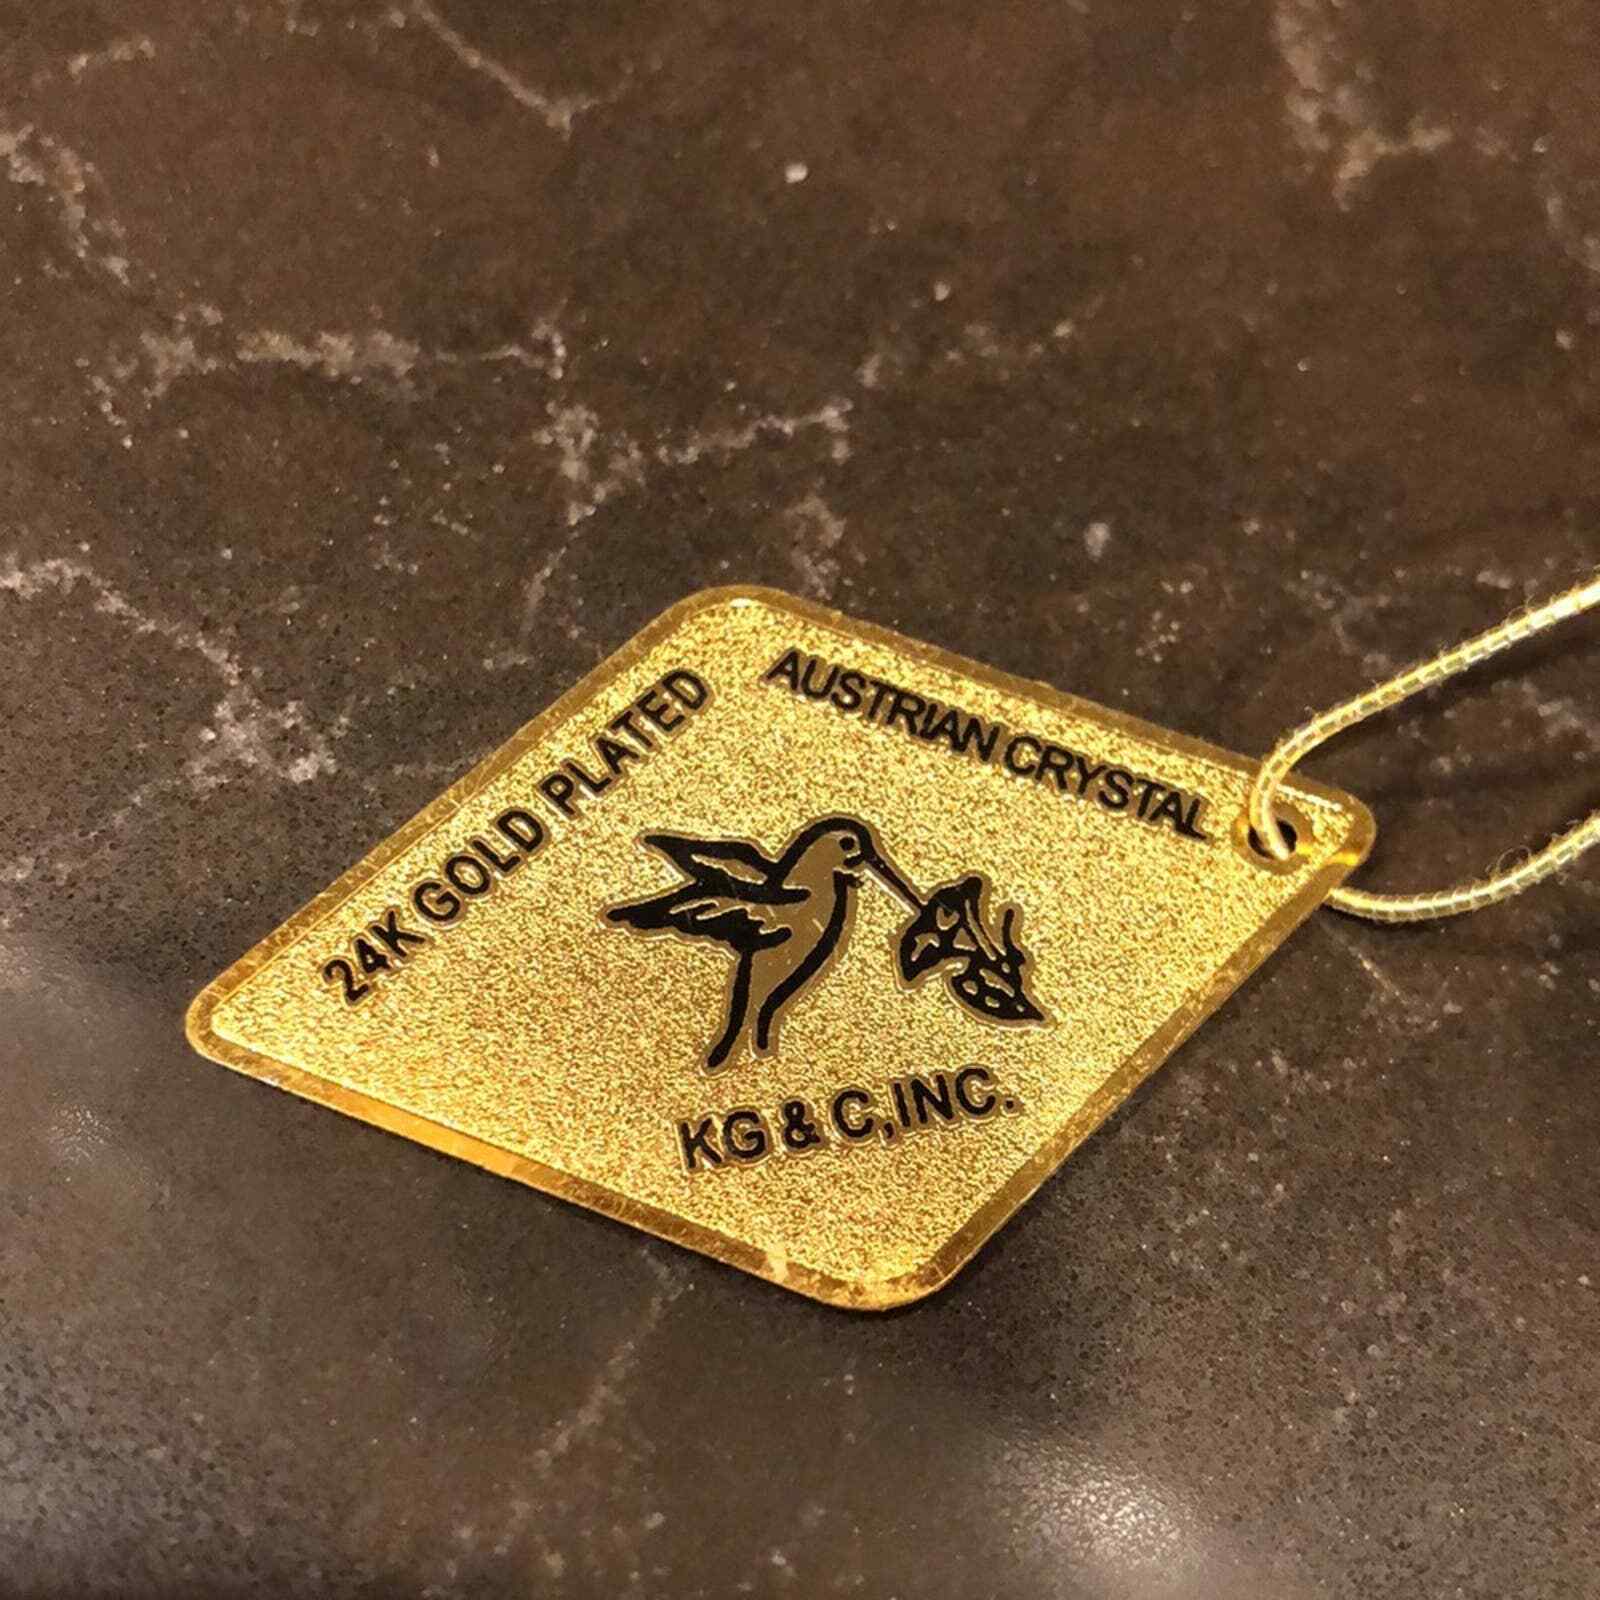 24K GOLD PLATED
AUSTRIAN CRYSTAL
KG & C,INC.